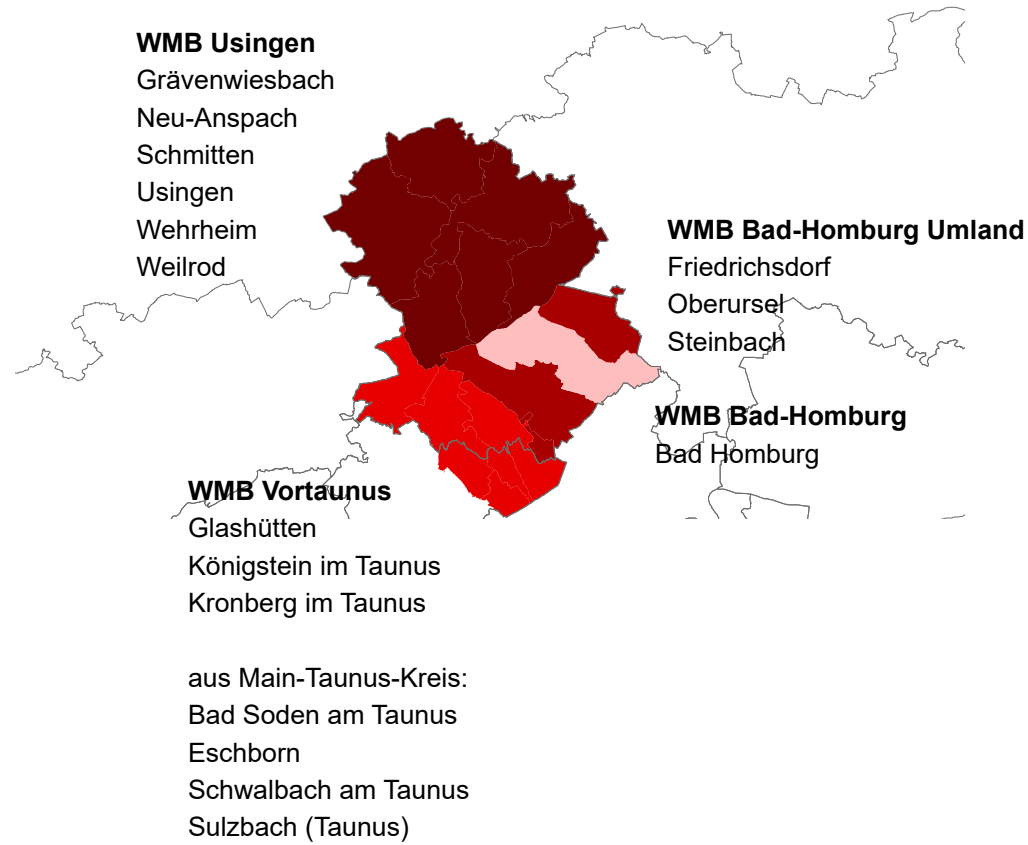 WMB Usingen
Grävenwiesbach
Neu-Anspach
Schmitten
Usingen
Wehrheim
Weilrod
WMB Bad-Homburg Umland
Friedrichsdorf
Oberursel
Steinbach
WMB Bad-Homburg
Bad Homburg
WMB Vortaunus
Glashütten
Königstein im Taunus
Kronberg im Taunus
aus Main-Taunus-Kreis:
Bad Soden am Taunus
Eschborn
Schwalbach am Taunus
Sulzbach (Taunus)